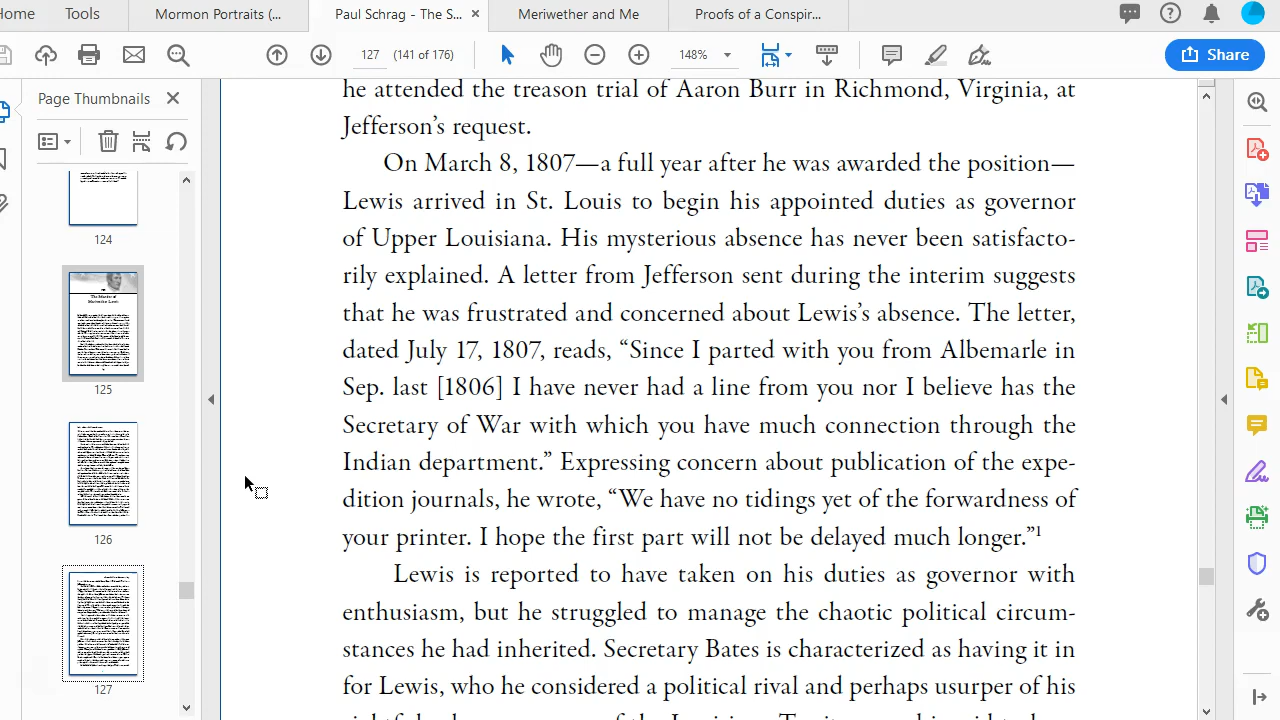 Home
Tools
Mormon Portraits (...
Paul Schrag - The S...
Meriwether and Me
Proofs of a Conspir...
127
(141 of 176)
148%
Share
Page Thumbnails
124
125
126
127
he attended the treason trial of Aaron Burr in Richmond, Virginia, at
Jefferson's request.
On March 8, 1807—a full year after he was awarded the position—
Lewis arrived in St. Louis to begin his appointed duties as governor
of Upper Louisiana. His mysterious absence has never been satisfacto-
rily explained. A letter from Jefferson sent during the interim suggests
that he was frustrated and concerned about Lewis's absence. The letter,
dated July 17, 1807, reads, “Since I parted with you from Albemarle in
Sep. last [1806] I have never had a line from you nor I believe has the
Secretary of War with which you have much connection through the
Indian department.” Expressing concern about publication of the expe-
dition journals, he wrote, “We have no tidings yet of the forwardness of
your printer. I hope the first part will not be delayed much longer.”1
Lewis is reported to have taken on his duties as governor with
enthusiasm, but he struggled to manage the chaotic political circum-
stances he had inherited. Secretary Bates is characterized as having it in
for Lewis, who he considered a political rival and perhaps usurper of his